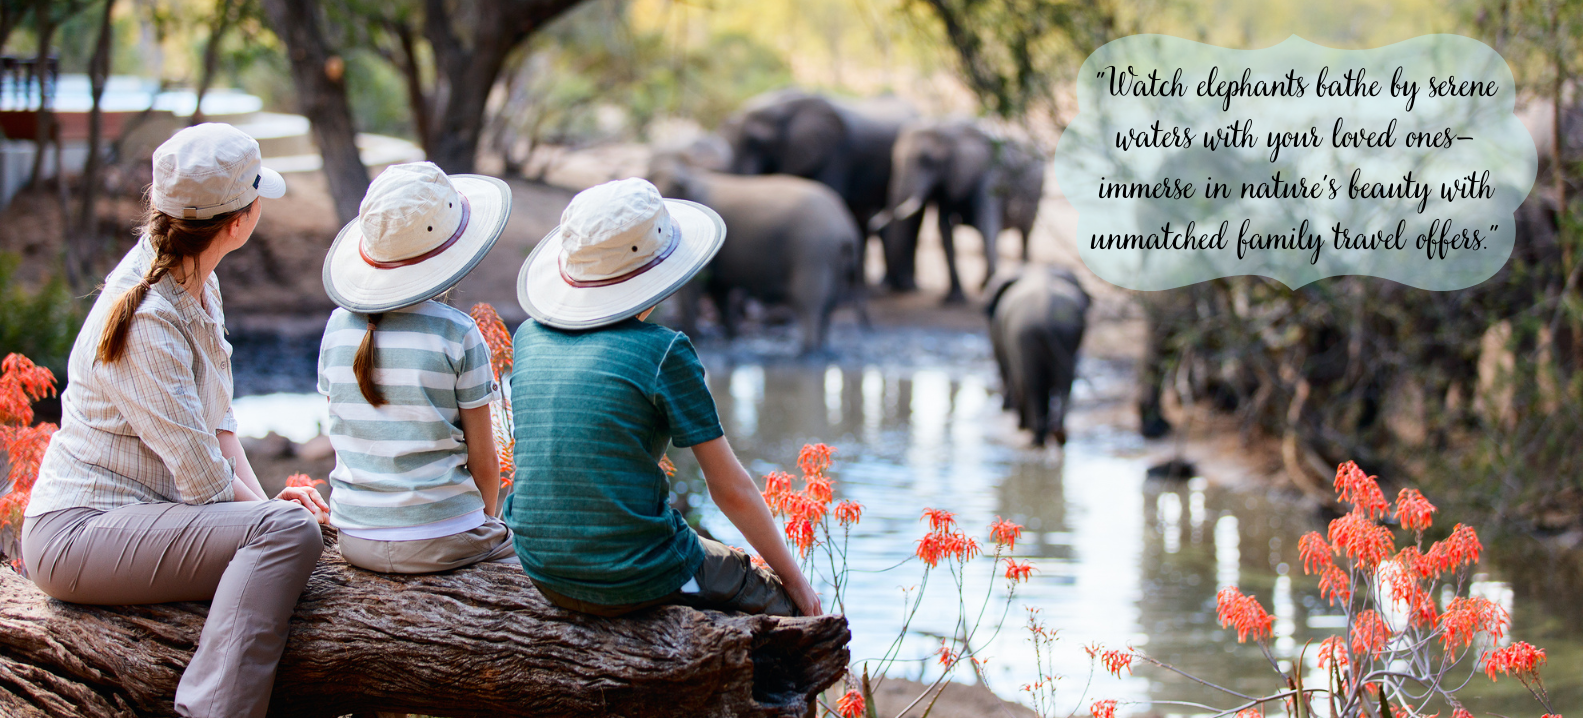 "Watch elephants bathe by serene
waters with your loved ones—
immerse in nature's beauty with
unmatched family travel offers."